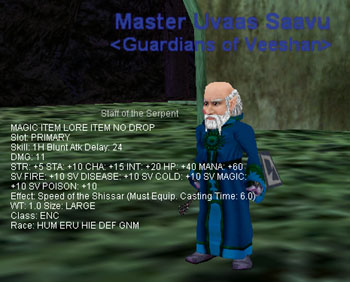 Master Uvaas Saavu
<Guardians of Veeshan>
Staff of the Serpent
MAGIC ITEM LORE ITEM NO DROP
Slot: PRIMARY
Skill: 1H Blunt Atk Delay: 24
DMG: 11
STR: +5 STA: +10 CHA: +15 INT: +20 HP: +40 MANA: +60
SV FIRE: +10 SV DISEASE: +10 SV COLD: +10 SV MAGIC:
+10 SV POISON: +10
Effect: Speed of the Shissar (Must Equip. Casting Time: 6.0)
WT: 1.0 Size: LARGE
Class: ENC
Race: HUM ERU HIE DEF GNM